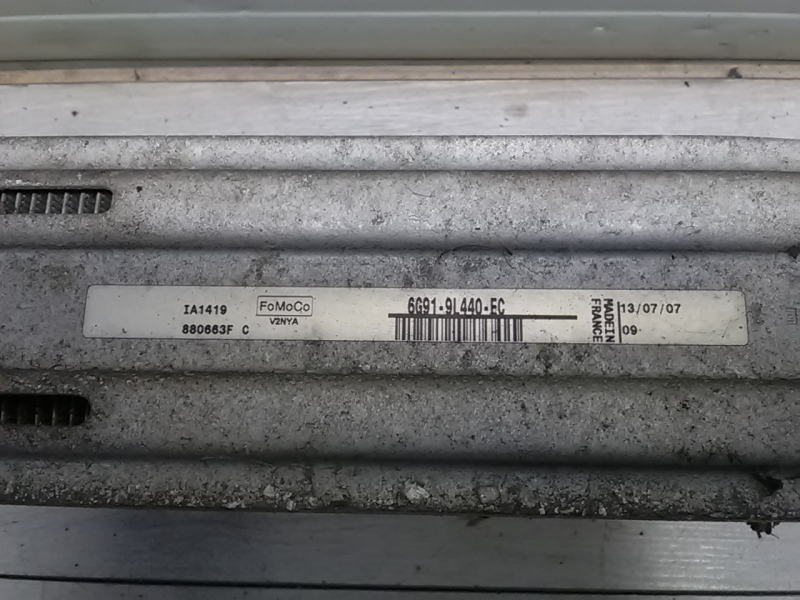 IA1419
880663F C
FoMoCo
V2NYA
6G91-9L440-FC
MADE IN
FRANCE
13/07/07
09